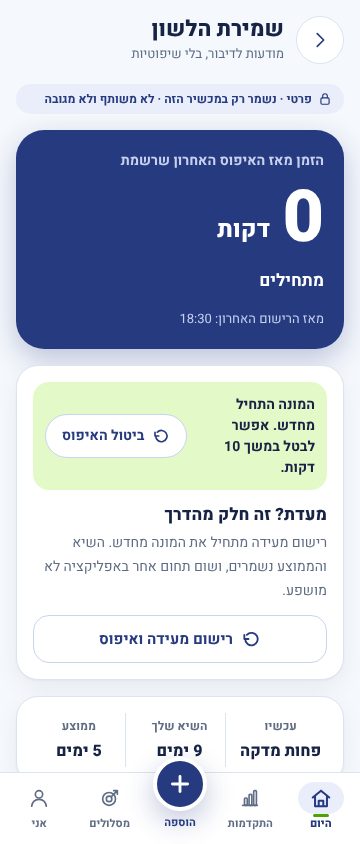 שמירת הלשון
מודעות לדיבור, בלי שיפוטיות
פרטי · נשמר רק במכשיר הזה · לא משותף ולא מגובה
הזמן מאז האיפוס האחרון שרשמת
0 דקות
מתחילים
מאז הרישום האחרון: 18:30
המונה התחיל
מחדש. אפשר
לבטל במשך 10
דקות.
ביטול האיפוס
מעדת? זה חלק מהדרך
רישום מעידה מתחיל את המונה מחדש. השיא
והממוצע נשמרים, ושום תחום אחר באפליקציה לא
מושפע.
רישום מעידה ואיפוס
עכשיו
פחות מדקה
השיא שלך
9 ימים
ממוצע
5 ימים
היום
התקדמות
הוספה
מסלולים
אני